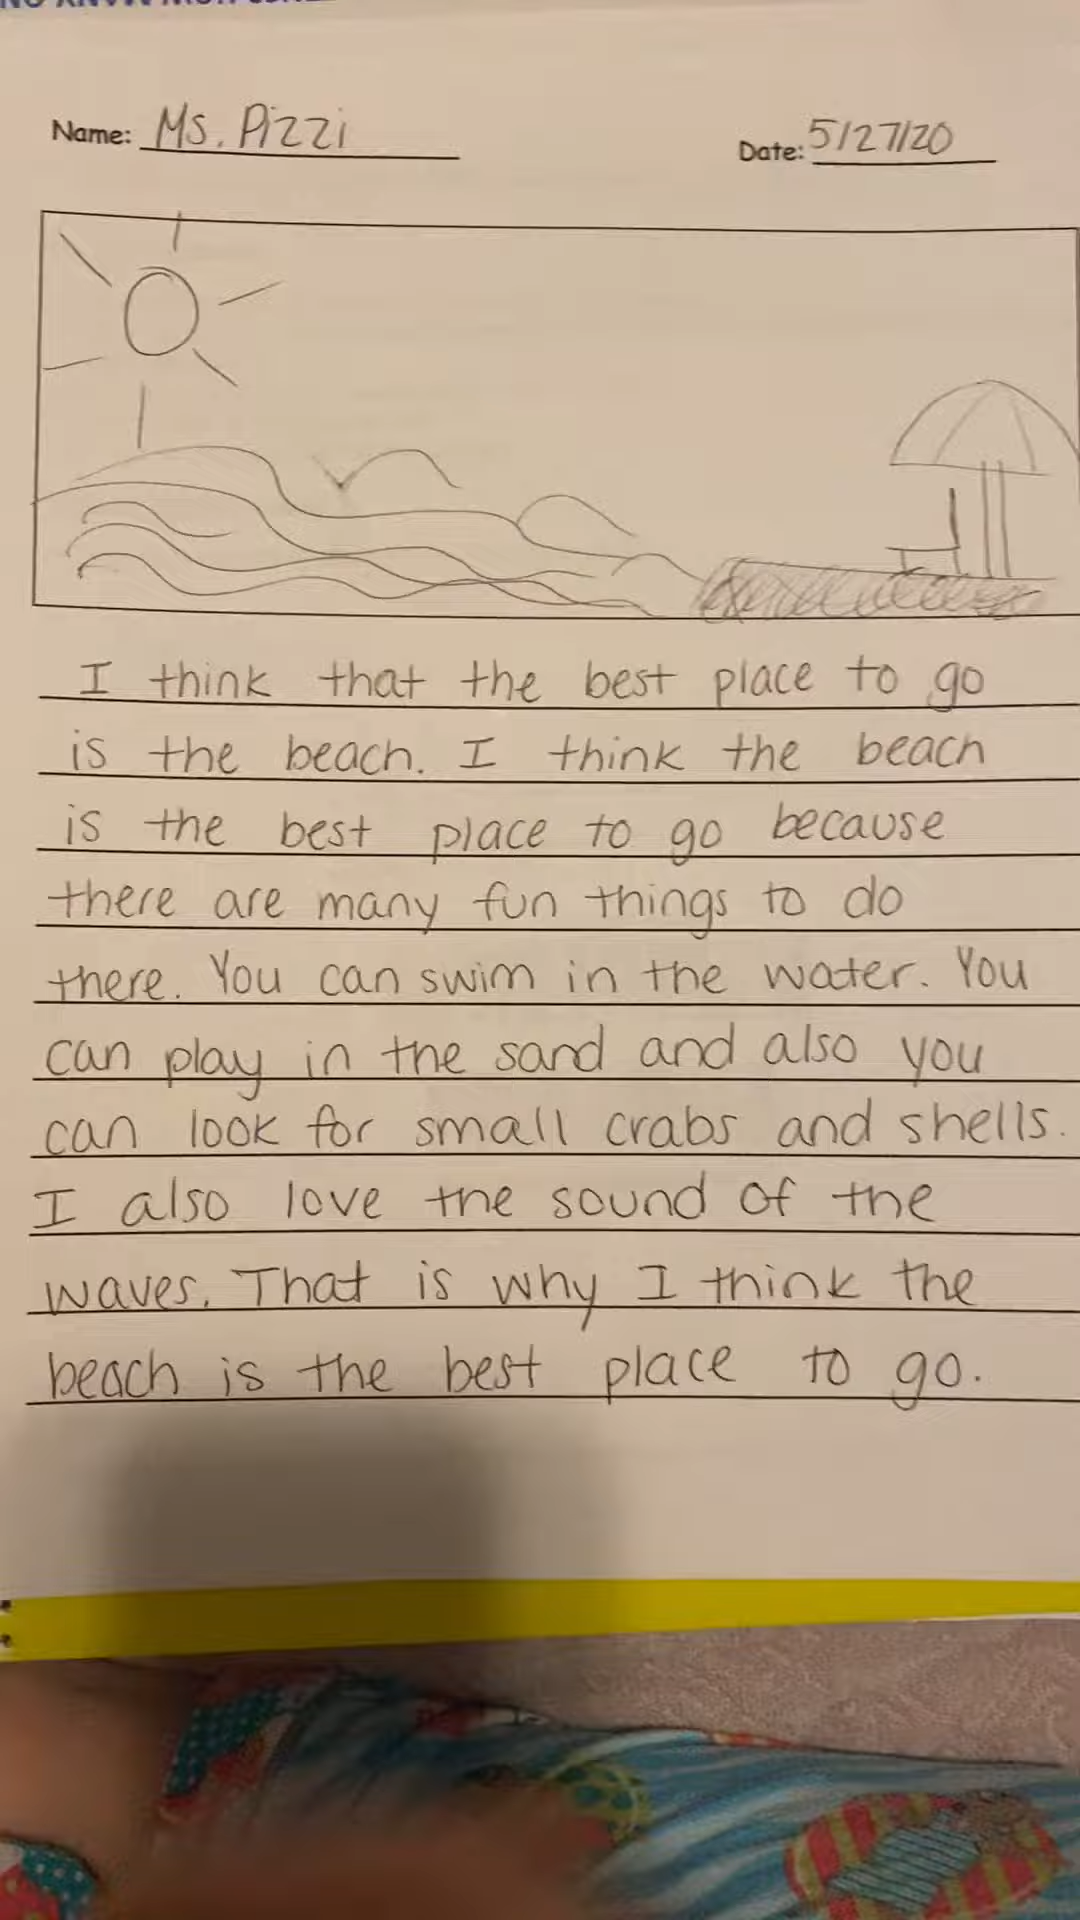 Name: Ms. Pizzi
Date: 5/27/20
I think that the best place to go
is the beach. I think the beach
is the best place to go because
there are many fun things to do
there. You can swim in the water. You
can play in the sand and also you
can look for small crabs and shells.
I also love the sound of the
waves. That is why I think the
beach is the best place to go.